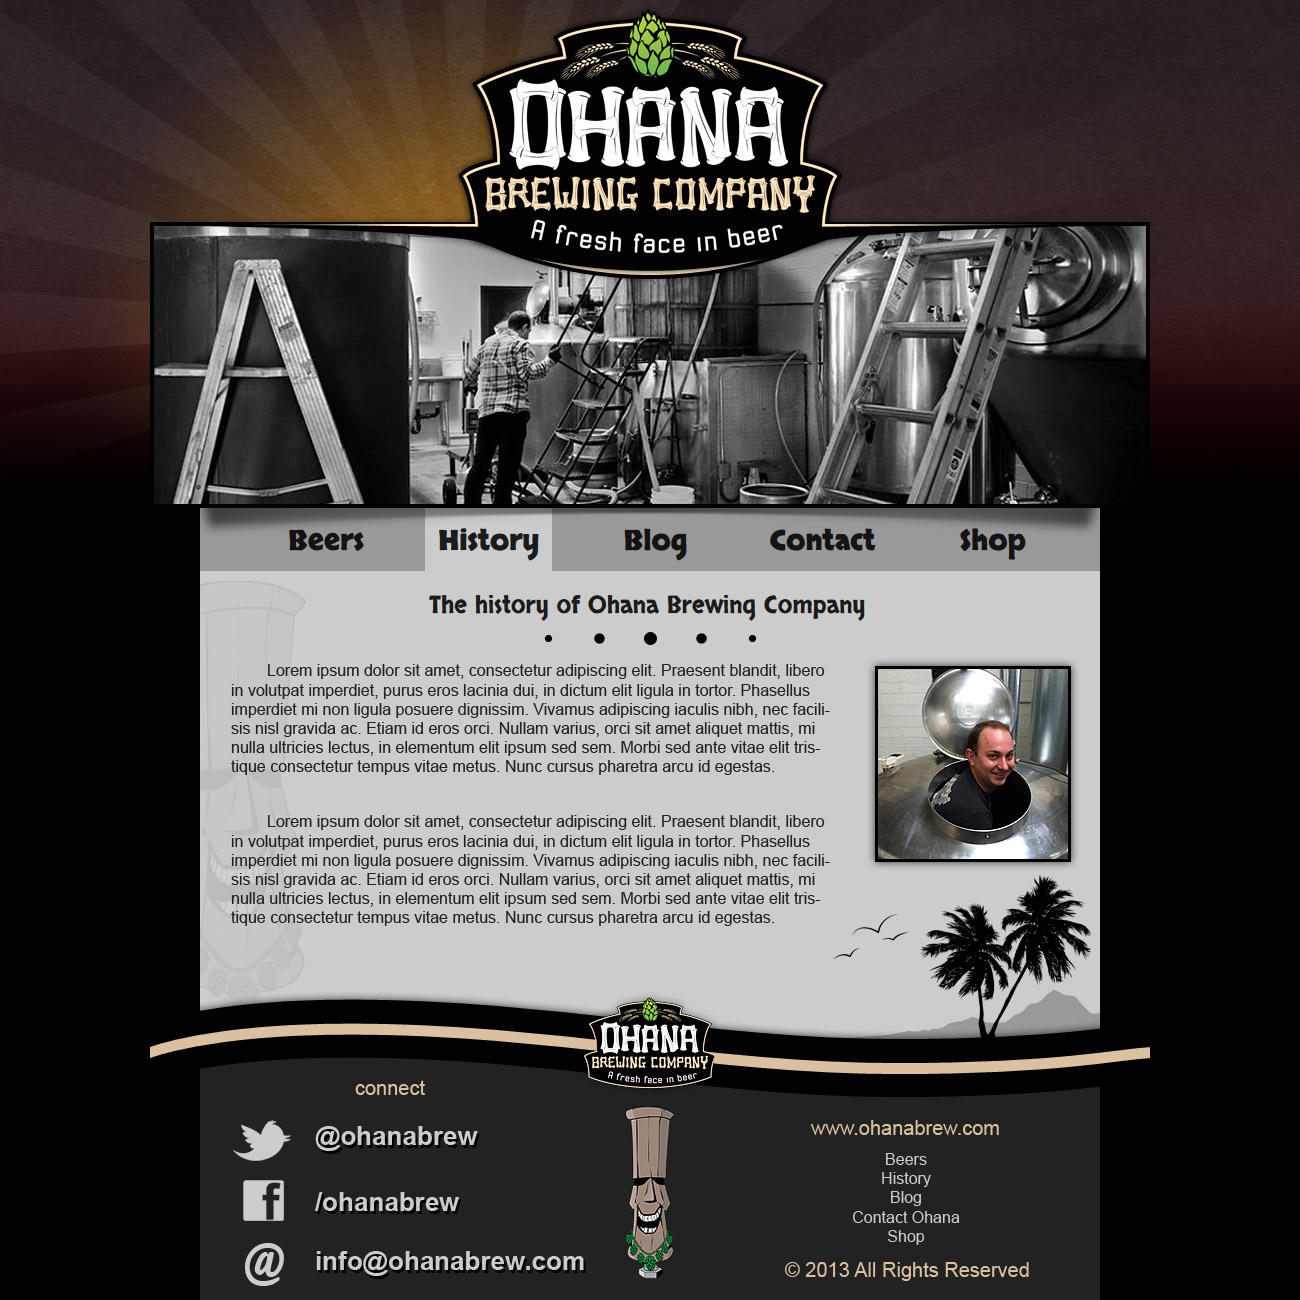 OHANA
BREWING COMPANY
A fresh face in beer
Beers History Blog Contact Shop
The history of Ohana Brewing Company
Lorem ipsum dolor sit amet, consectetur adipiscing elit. Praesent blandit, libero
in volutpat imperdiet, purus eros lacinia dui, in dictum elit ligula in tortor. Phasellus
imperdiet mi non ligula posuere dignissim. Vivamus adipiscing iaculis nibh, nec facili-
sis nisl gravida ac. Etiam id eros orci. Nullam varius, orci sit amet aliquet mattis, mi
nulla ultricies lectus, in elementum elit ipsum sed sem. Morbi sed ante vitae elit tris-
tique consectetur tempus vitae metus. Nunc cursus pharetra arcu id egestas.
Lorem ipsum dolor sit amet, consectetur adipiscing elit. Praesent blandit, libero
in volutpat imperdiet, purus eros lacinia dui, in dictum elit ligula in tortor. Phasellus
imperdiet mi non ligula posuere dignissim. Vivamus adipiscing iaculis nibh, nec facili-
sis nisl gravida ac. Etiam id eros orci. Nullam varius, orci sit amet aliquet mattis, mi
nulla ultricies lectus, in elementum elit ipsum sed sem. Morbi sed ante vitae elit tris-
tique consectetur tempus vitae metus. Nunc cursus pharetra arcu id egestas.
OHANA
BREWING COMPANY
A fresh face in beer
connect
@ohanabrew
/ohanabrew
info@ohanabrew.com
www.ohanabrew.com
Beers
History
Blog
Contact Ohana
Shop
© 2013 All Rights Reserved